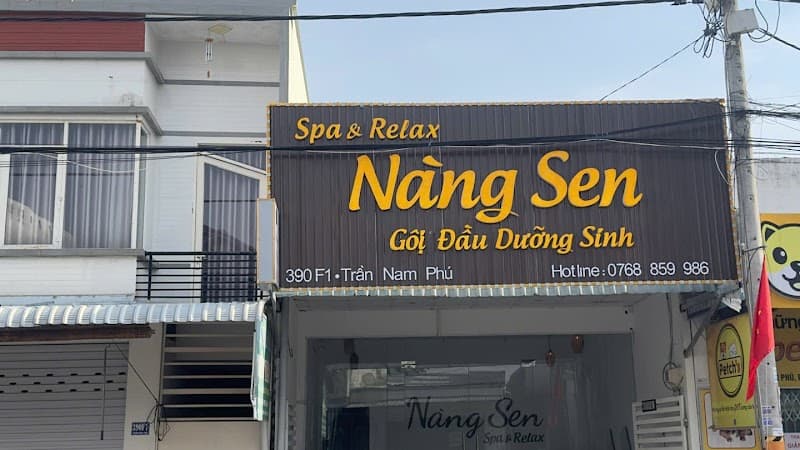 Spa & Relax
Nàng Sen
Gội Đầu Dưỡng Sinh
390 F1 • Trần Nam Phú
Hotline: 0768 859 986
Nàng Sen
Spa & Relax
Petch's